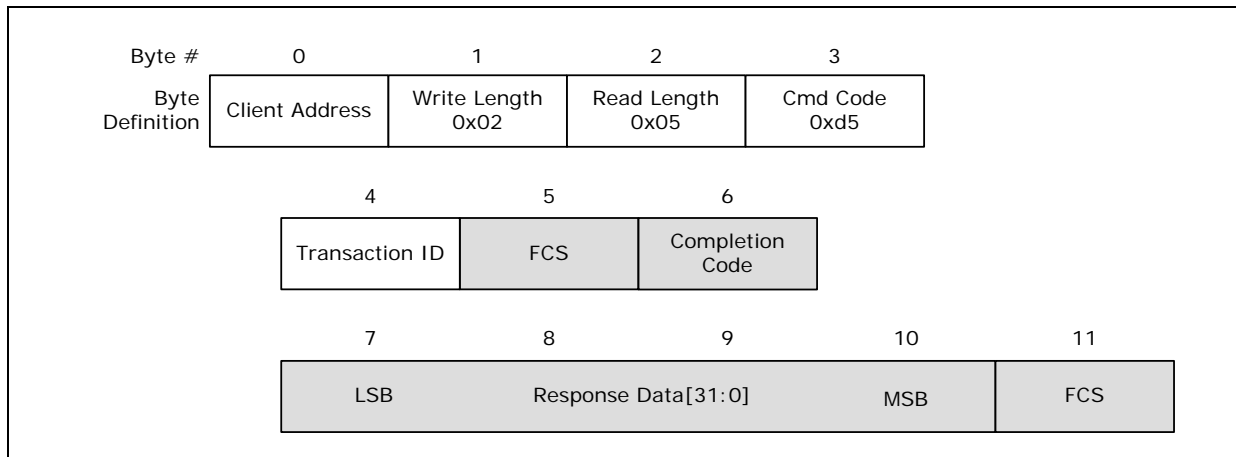 Byte # 0 1 2 3
Byte
Definition
Client Address
Write Length
0x02
Read Length
0x05
Cmd Code
0xd5
4 5 6
Transaction ID
FCS
Completion
Code
7 8 9 10 11
LSB Response Data[31:0] MSB FCS